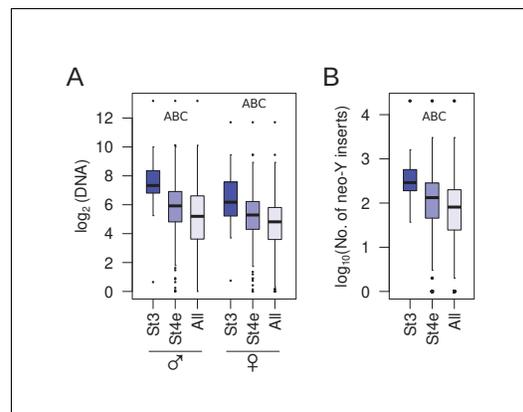 A
B
ABC
ABC
ABC
log2 (DNA)
12
10
8
6
4
2
0
St3
St4e
All
St3
St4e
All
♂
♀
log10(No. of neo-Y inserts)
4
3
2
1
0
St3
St4e
All